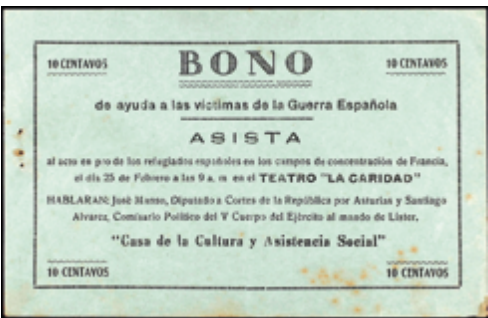 10 CENTAVOS BONO 10 CENTAVOS
de ayuda a las víctimas de la Guerra Española
ASISTA
al acto en pro de los refugiados españoles en los campos de concentración de Francia,
el día 25 de Febrero a las 9 a. m en el TEATRO "LA CARIDAD"
HABLARAN: José Manso, Diputado a Cortes de la República por Asturias y Santiago
Alvarez, Comisario Político del V Cuerpo del Ejército al mando de Líster.
"Casa de la Cultura y Asistencia Social"
10 CENTAVOS 10 CENTAVOS